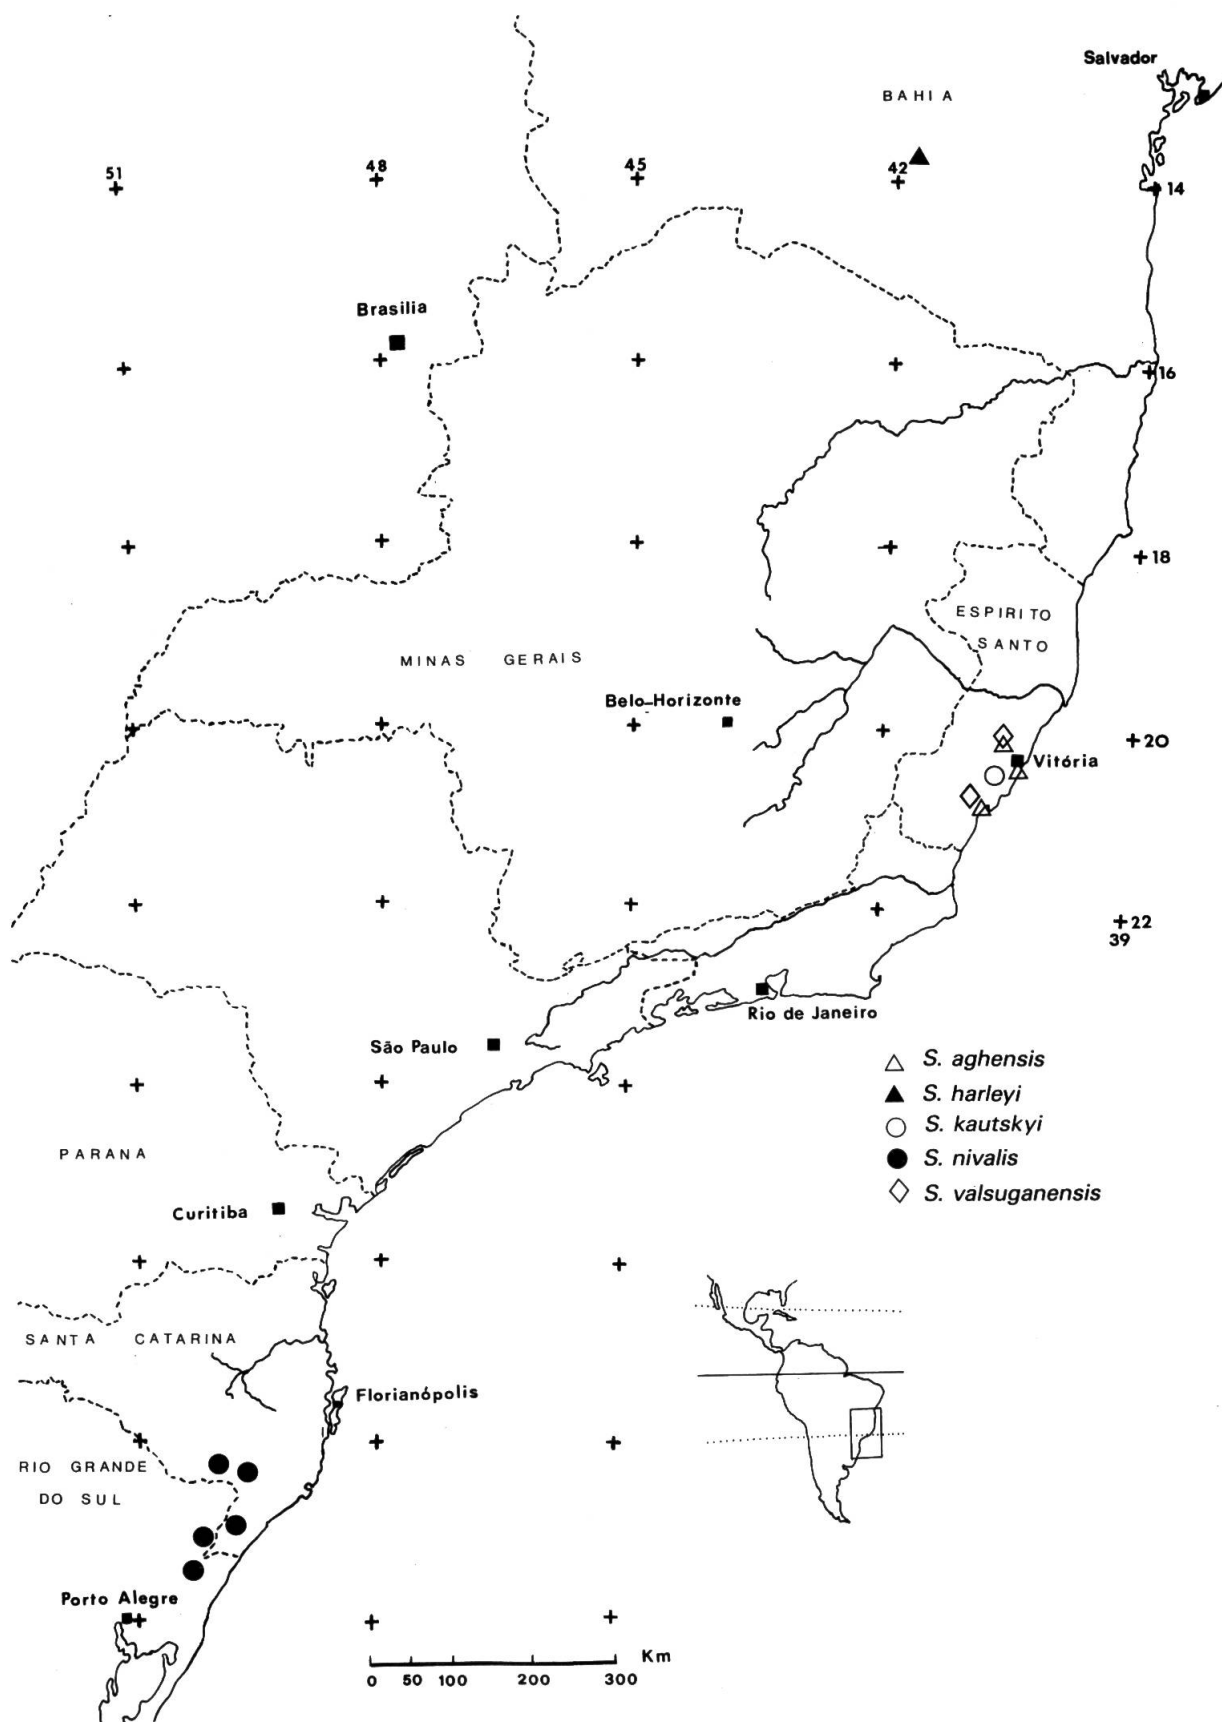 Salvador
BAHIA
51
48
45
42
14
Brasilia
16
18
ESPIRITO
SANTO
MINAS GERAIS
Belo-Horizonte
20
Vitória
22
39
Rio de Janeiro
São Paulo
S. aghensis
S. harleyi
S. kautskyi
S. nivalis
S. valsuganensis
PARANA
Curitiba
SANTA CATARINA
Florianópolis
RIO GRANDE
DO SUL
Porto Alegre
Km
0 50 100 200 300